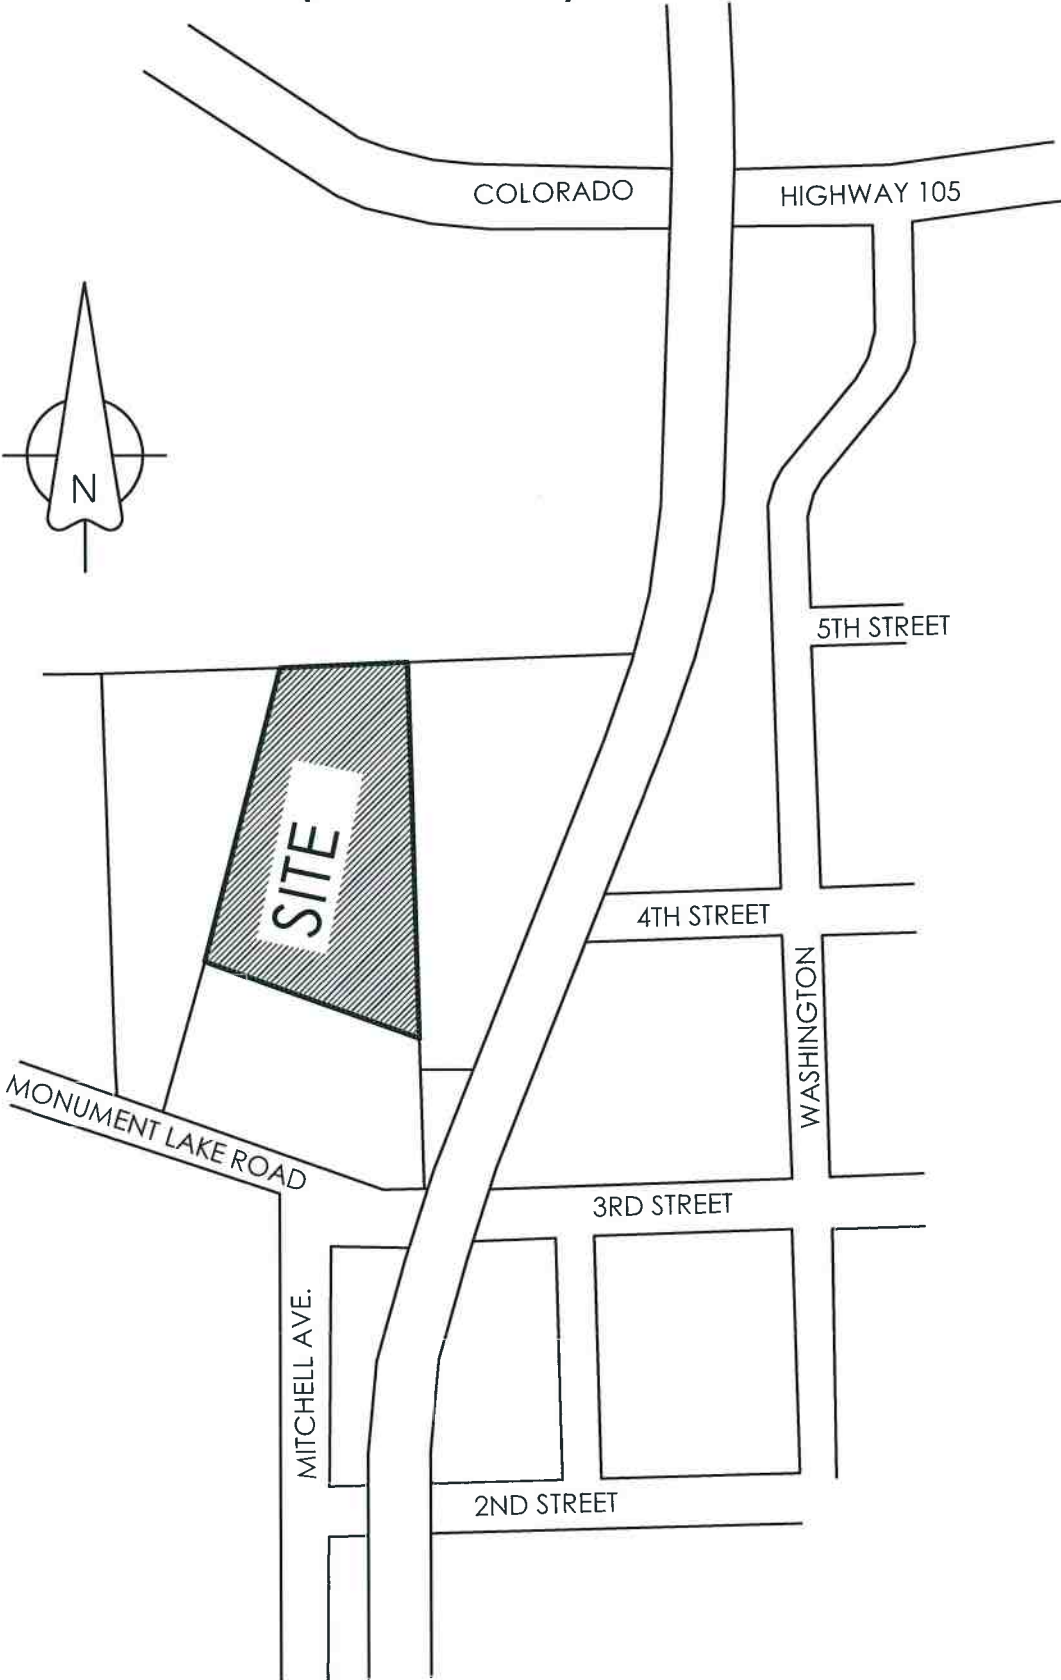 COLORADO
HIGHWAY 105
N
5TH STREET
SITE
4TH STREET
WASHINGTON
MONUMENT LAKE ROAD
3RD STREET
MITCHELL AVE.
2ND STREET